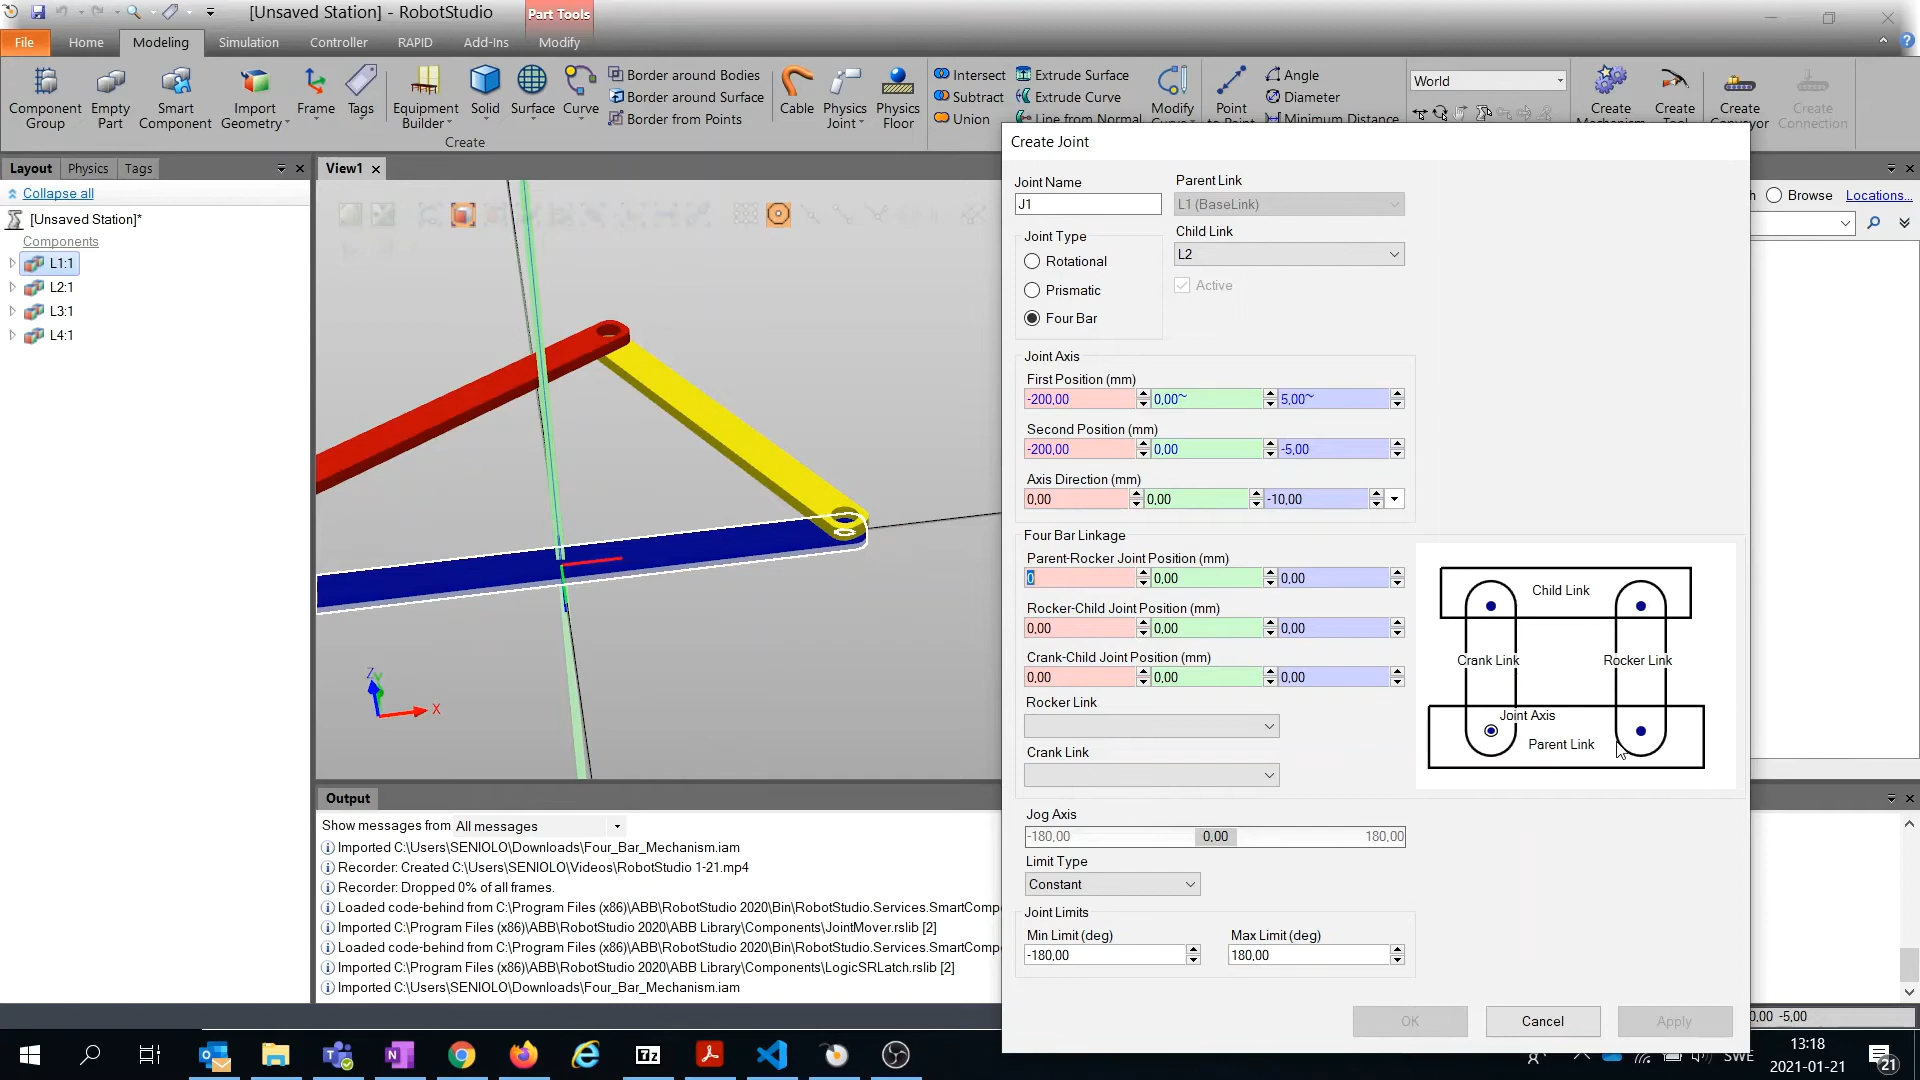 [Unsaved Station] - RobotStudio
Part Tools
File
Home
Modeling
Simulation
Controller
RAPID
Add-Ins
Modify
Component Group
Empty Part
Smart Component
Import Geometry
Frame
Tags
Equipment Builder
Solid
Surface
Curve
Border around Bodies
Border around Surface
Border from Points
Create
Cable
Physics Joint
Physics Floor
Intersect
Subtract
Union
Extrude Surface
Extrude Curve
Line from Normal
Modify
Point
Angle
Diameter
Minimum Distance
World
Create
Create Tool
Create
Create Connection
Layout
Physics
Tags
Collapse all
[Unsaved Station]*
Components
L1:1
L2:1
L3:1
L4:1
View1
Z
Y
X
Browse
Locations...
Create Joint
Joint Name
J1
Parent Link
L1 (BaseLink)
Joint Type
Rotational
Prismatic
Four Bar
Child Link
L2
Active
Joint Axis
First Position (mm)
-200,00 0,00~ 5,00~
Second Position (mm)
-200,00 0,00 -5,00
Axis Direction (mm)
0,00 0,00 -10,00
Four Bar Linkage
Parent-Rocker Joint Position (mm)
0 0,00 0,00
Rocker-Child Joint Position (mm)
0,00 0,00 0,00
Crank-Child Joint Position (mm)
0,00 0,00 0,00
Rocker Link
Crank Link
Child Link
Crank Link
Rocker Link
Joint Axis
Parent Link
Jog Axis
-180,00 0,00 180,00
Limit Type
Constant
Joint Limits
Min Limit (deg)
-180,00
Max Limit (deg)
180,00
OK
Cancel
Apply
Output
Show messages from All messages
Imported C:\Users\SENIOLO\Downloads\Four_Bar_Mechanism.iam
Recorder: Created C:\Users\SENIOLO\Videos\RobotStudio 1-21.mp4
Recorder: Dropped 0% of all frames.
Loaded code-behind from C:\Program Files (x86)\ABB\RobotStudio 2020\Bin\RobotStudio.Services.SmartCompo
Imported C:\Program Files (x86)\ABB\RobotStudio 2020\ABB Library\Components\JointMover.rslib [2]
Loaded code-behind from C:\Program Files (x86)\ABB\RobotStudio 2020\Bin\RobotStudio.Services.SmartCompo
Imported C:\Program Files (x86)\ABB\RobotStudio 2020\ABB Library\Components\LogicSRLatch.rslib [2]
Imported C:\Users\SENIOLO\Downloads\Four_Bar_Mechanism.iam
0,00 -5,00
SWE
13:18
2021-01-21
21